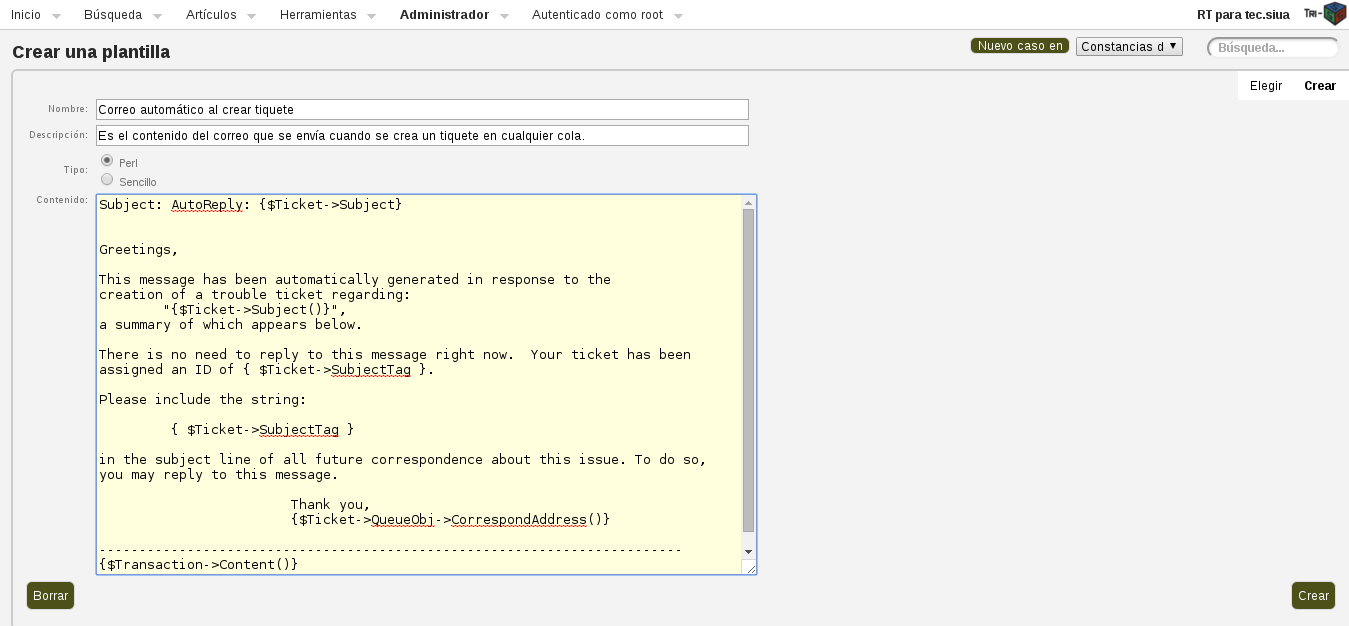 Inicio Búsqueda Artículos Herramientas Administrador Autenticado como root RT para tec.siua TRI-
Crear una plantilla Nuevo caso en Constancias d Búsqueda...
Elegir Crear
Nombre: Correo automático al crear tiquete
Descripción: Es el contenido del correo que se envía cuando se crea un tiquete en cualquier cola.
Tipo: Perl
Sencillo
Contenido: Subject: AutoReply: {$Ticket->Subject}
Greetings,
This message has been automatically generated in response to the
creation of a trouble ticket regarding:
"{$Ticket->Subject()}",
a summary of which appears below.
There is no need to reply to this message right now.  Your ticket has been
assigned an ID of { $Ticket->SubjectTag }.
Please include the string:
{ $Ticket->SubjectTag }
in the subject line of all future correspondence about this issue. To do so,
you may reply to this message.
Thank you,
{$Ticket->QueueObj->CorrespondAddress()}
-------------------------------------------------------------------------
{$Transaction->Content()}
Borrar Crear